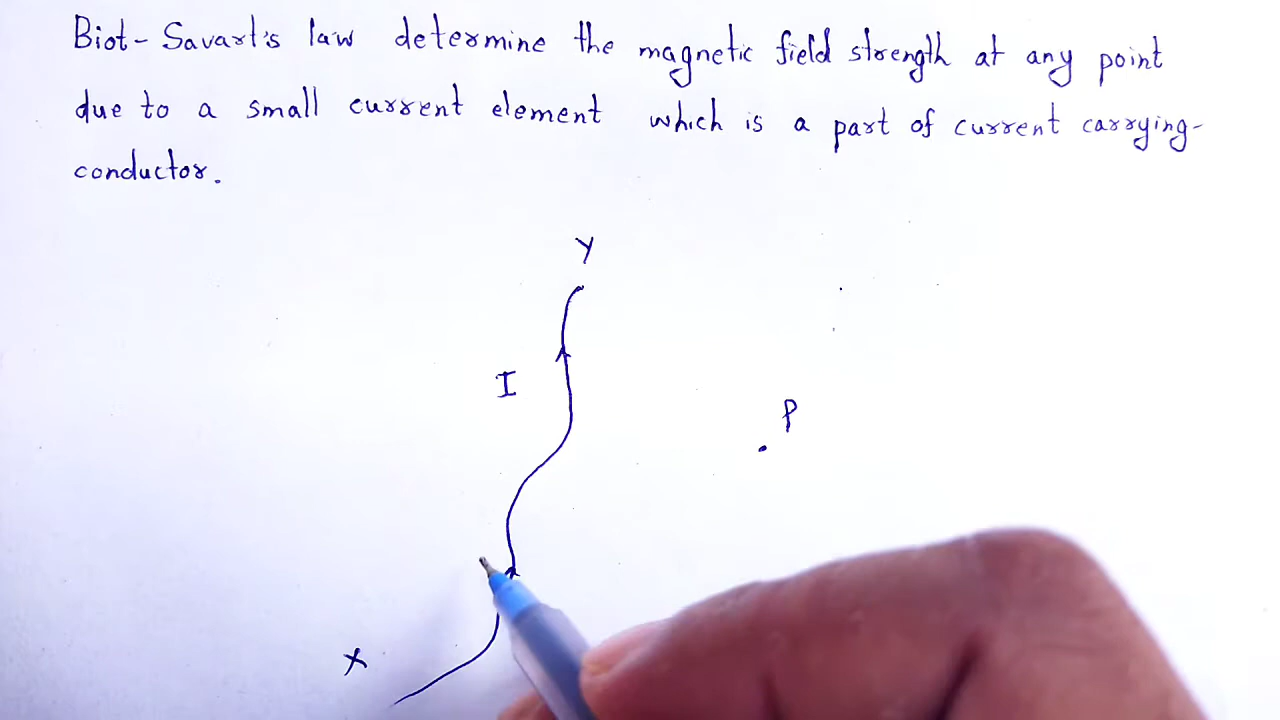 Biot-Savart's law determine the magnetic field strength at any point
due to a small current element which is a part of current carrying-
conductor.
Y
I
P
X